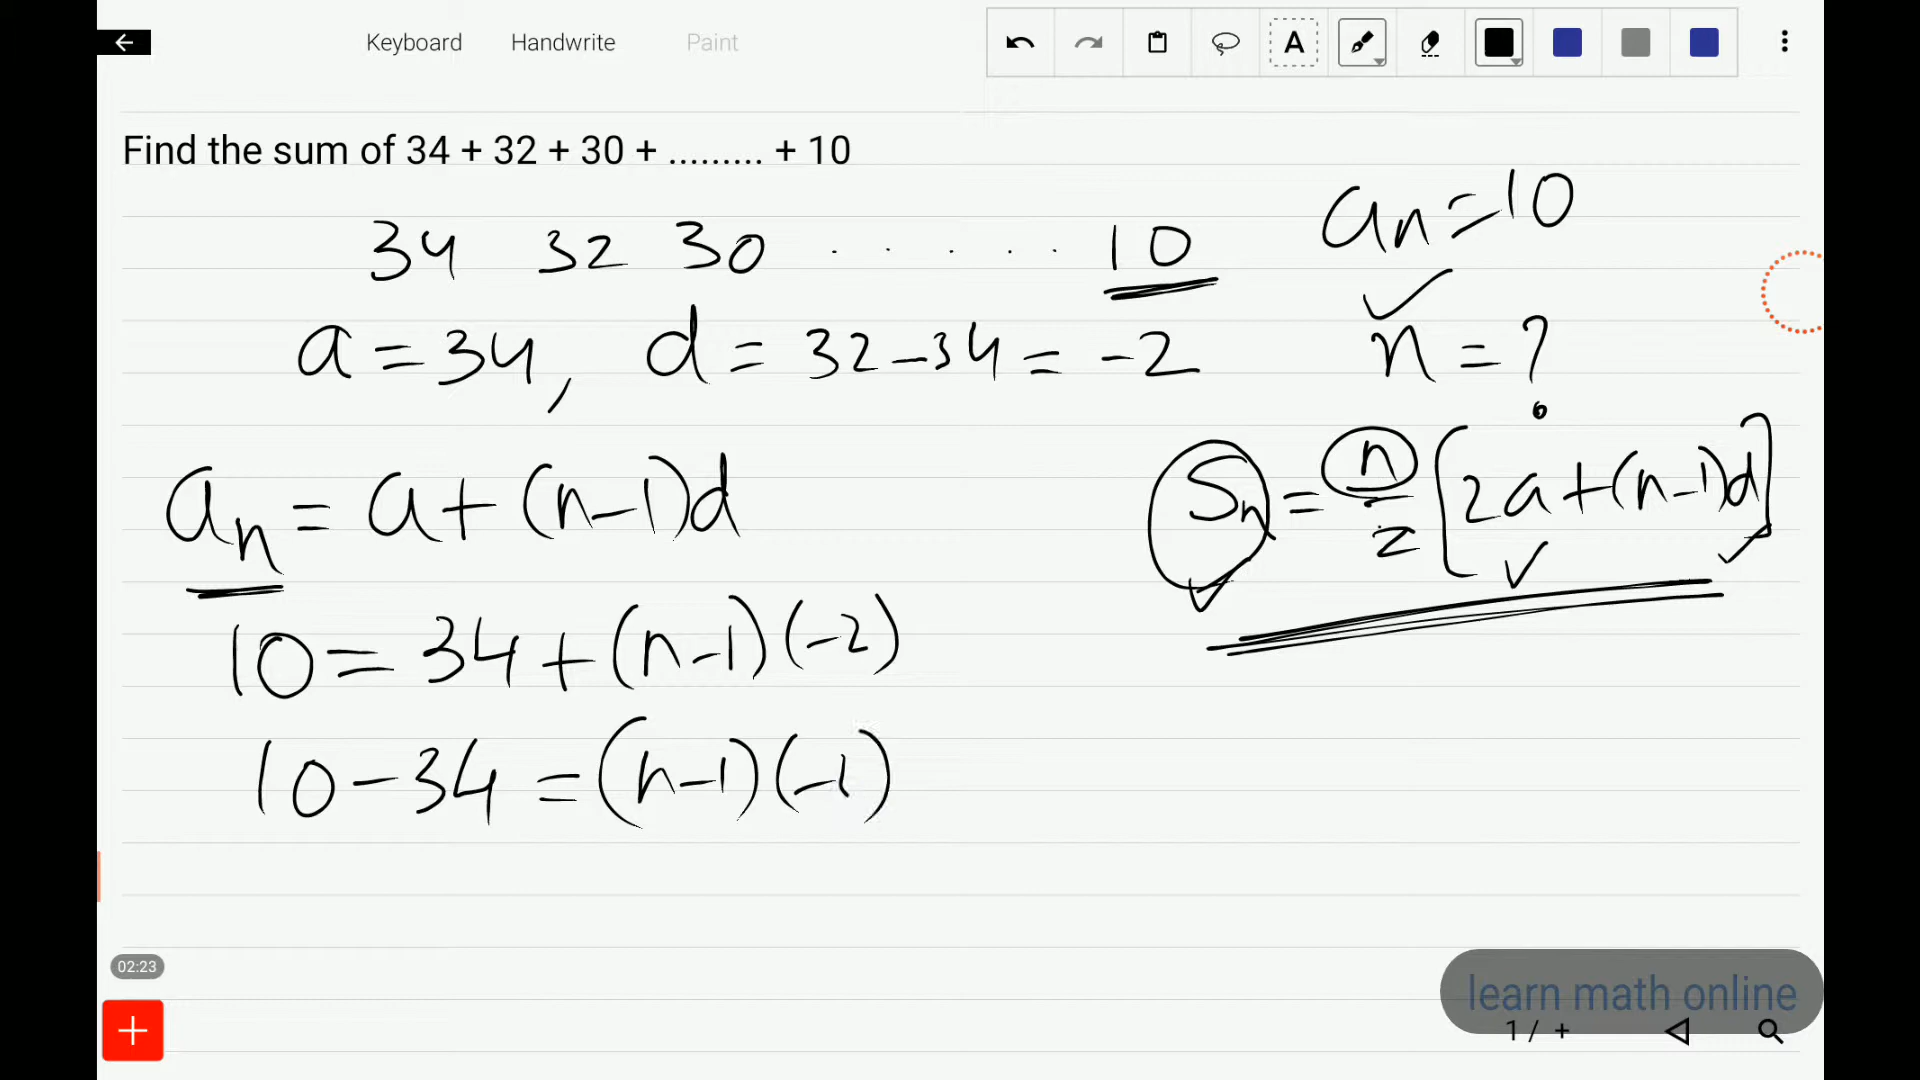 Keyboard Handwrite Paint A
Find the sum of 34 + 32 + 30 + ......... + 10
34 32 30 . . . . . 10
an = 10
a = 34, d = 32 - 34 = -2
n = ?
an = a + (n-1)d
Sn = n/2 [2a + (n-1)d]
10 = 34 + (n-1) (-2)
10 - 34 = (n-1) (-1)
02:23
learn math online
1 / +